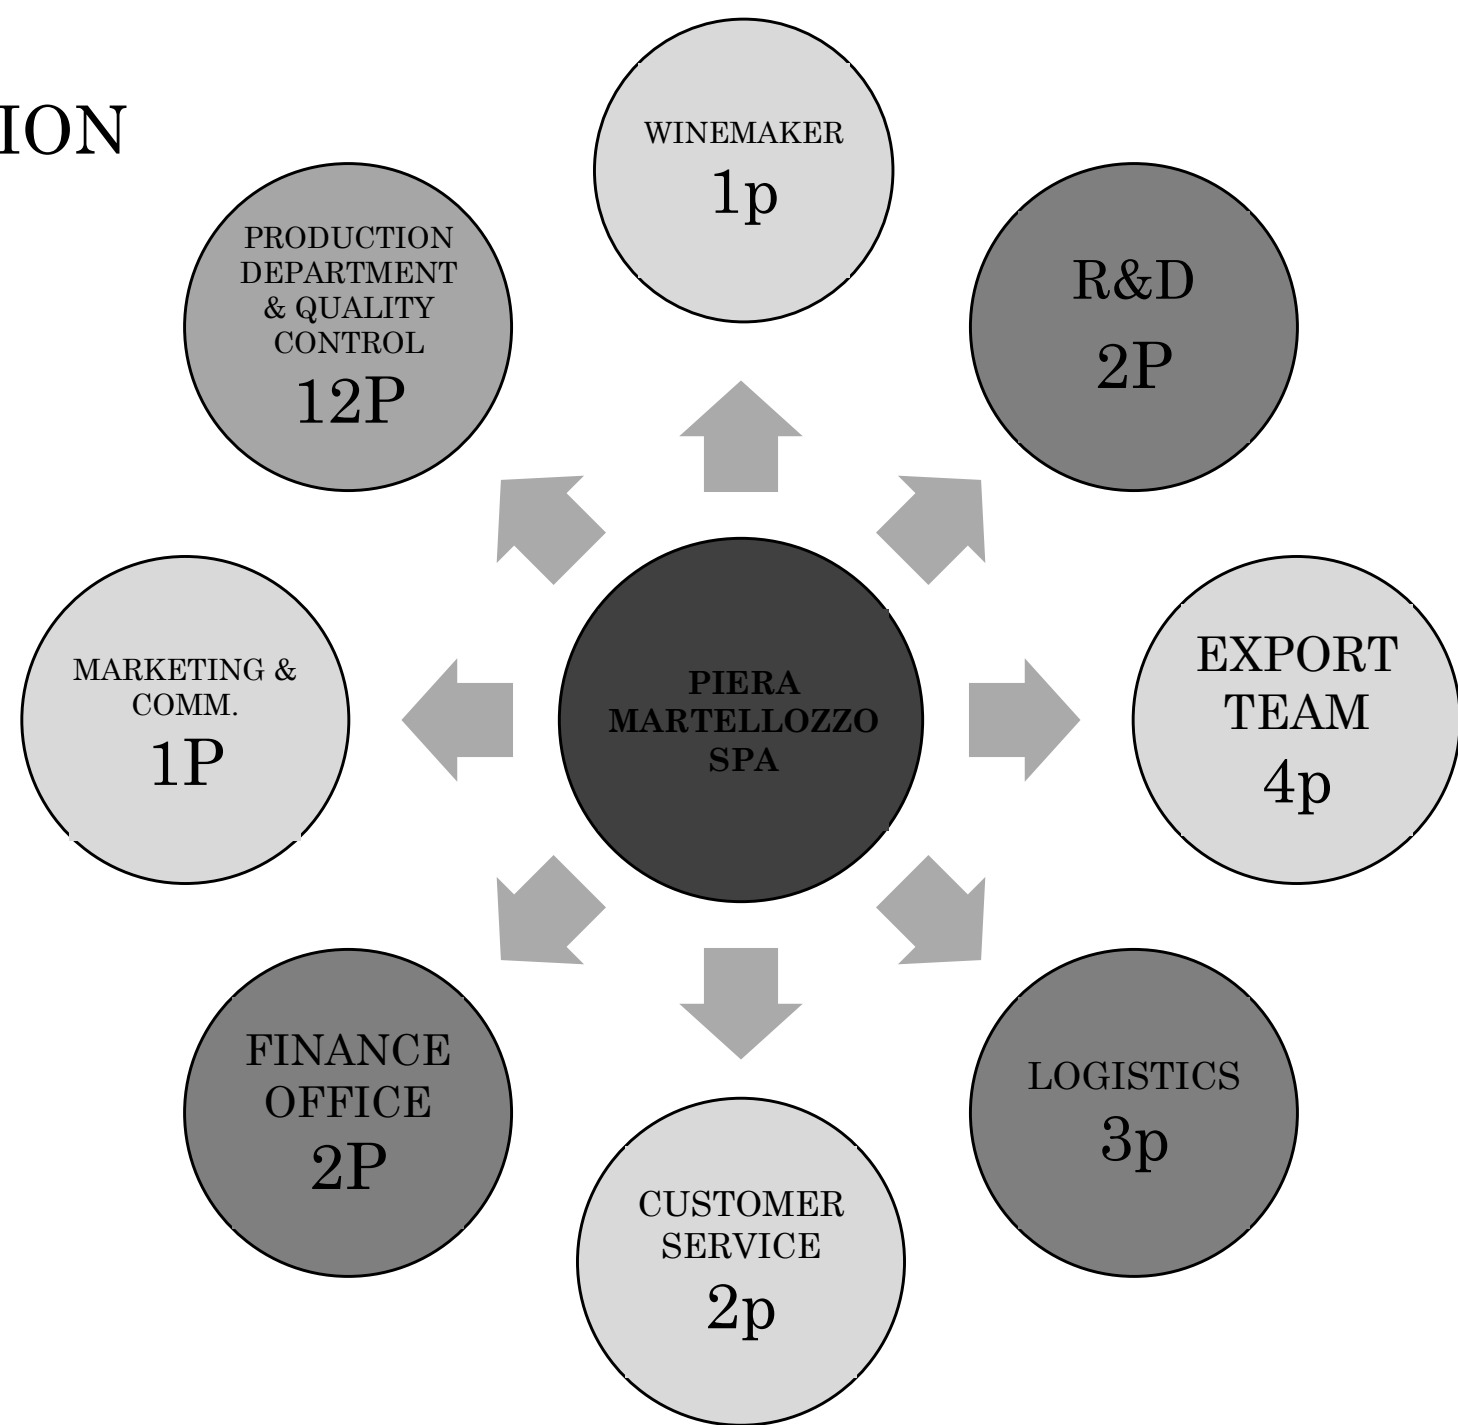 ION
WINEMAKER
1p
R&D
2P
EXPORT
TEAM
4p
LOGISTICS
3p
CUSTOMER
SERVICE
2p
FINANCE
OFFICE
2P
MARKETING &
COMM.
1P
PRODUCTION
DEPARTMENT
& QUALITY
CONTROL
12P
PIERA
MARTELLOZZO
SPA